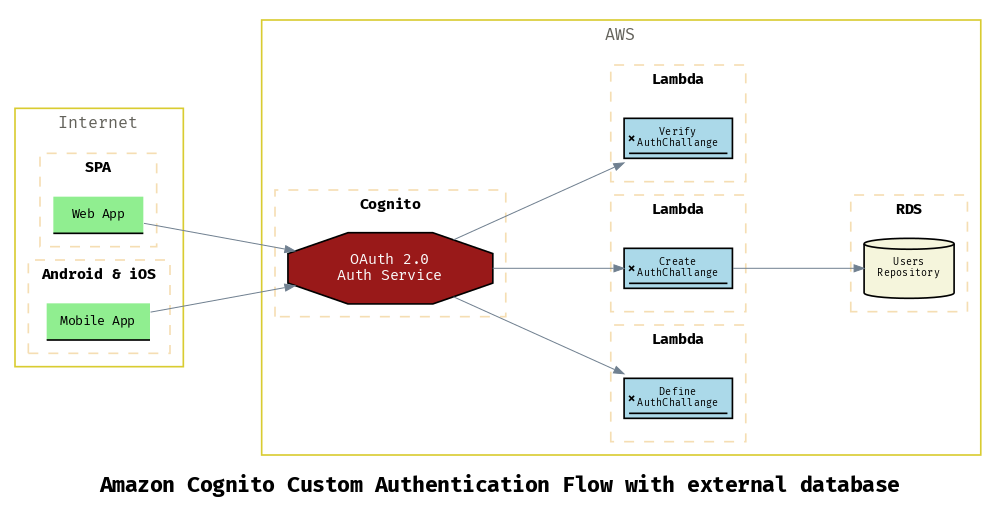 AWS
Internet
SPA
Web App
Android & iOS
Mobile App
Cognito
OAuth 2.0
Auth Service
Lambda
Verify
AuthChallange
Lambda
Create
AuthChallange
Lambda
Define
AuthChallange
RDS
Users
Repository
Amazon Cognito Custom Authentication Flow with external database